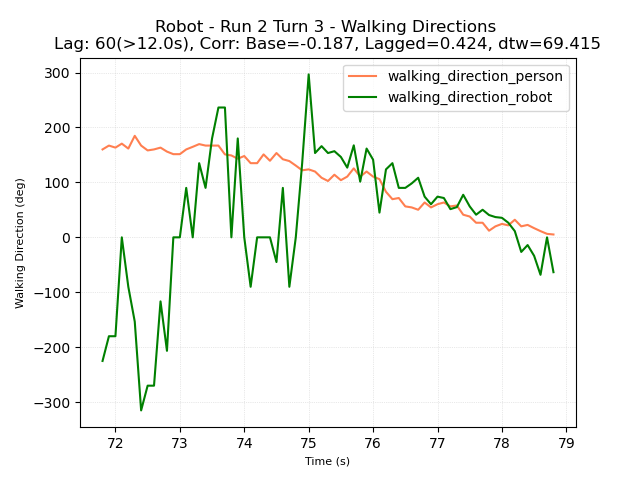 Robot - Run 2 Turn 3 - Walking Directions
Lag: 60(>12.0s), Corr: Base=-0.187, Lagged=0.424, dtw=69.415
walking_direction_person
walking_direction_robot
300
200
100
0
−100
−200
−300
Walking Direction (deg)
72 73 74 75 76 77 78 79
Time (s)